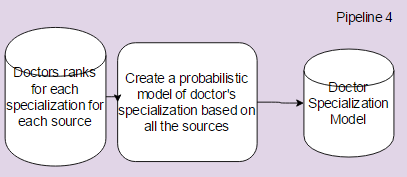 Pipeline 4
Doctors ranks
for each
specialization for
each source
Create a probabilistic
model of doctor's
specialization based on
all the sources
Doctor
Specialization
Model